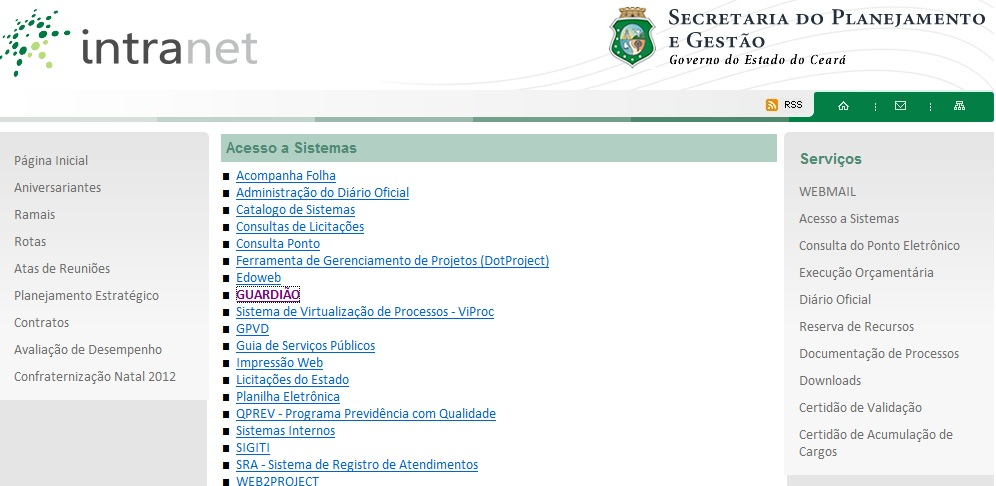 intranet
SECRETARIA DO PLANEJAMENTO
E GESTÃO
Governo do Estado do Ceará
RSS
Página Inicial
Aniversariantes
Ramais
Rotas
Atas de Reuniões
Planejamento Estratégico
Contratos
Avaliação de Desempenho
Confraternização Natal 2012
Acesso a Sistemas
Acompanha Folha
Administração do Diário Oficial
Catalogo de Sistemas
Consultas de Licitações
Consulta Ponto
Ferramenta de Gerenciamento de Projetos (DotProject)
Edoweb
GUARDIÃO
Sistema de Virtualização de Processos - ViProc
GPVD
Guia de Serviços Públicos
Impressão Web
Licitações do Estado
Planilha Eletrônica
QPREV - Programa Previdência com Qualidade
Sistemas Internos
SIGITI
SRA - Sistema de Registro de Atendimentos
WEB2PROJECT
Serviços
WEBMAIL
Acesso a Sistemas
Consulta do Ponto Eletrônico
Execução Orçamentária
Diário Oficial
Reserva de Recursos
Documentação de Processos
Downloads
Certidão de Validação
Certidão de Acumulação de
Cargos